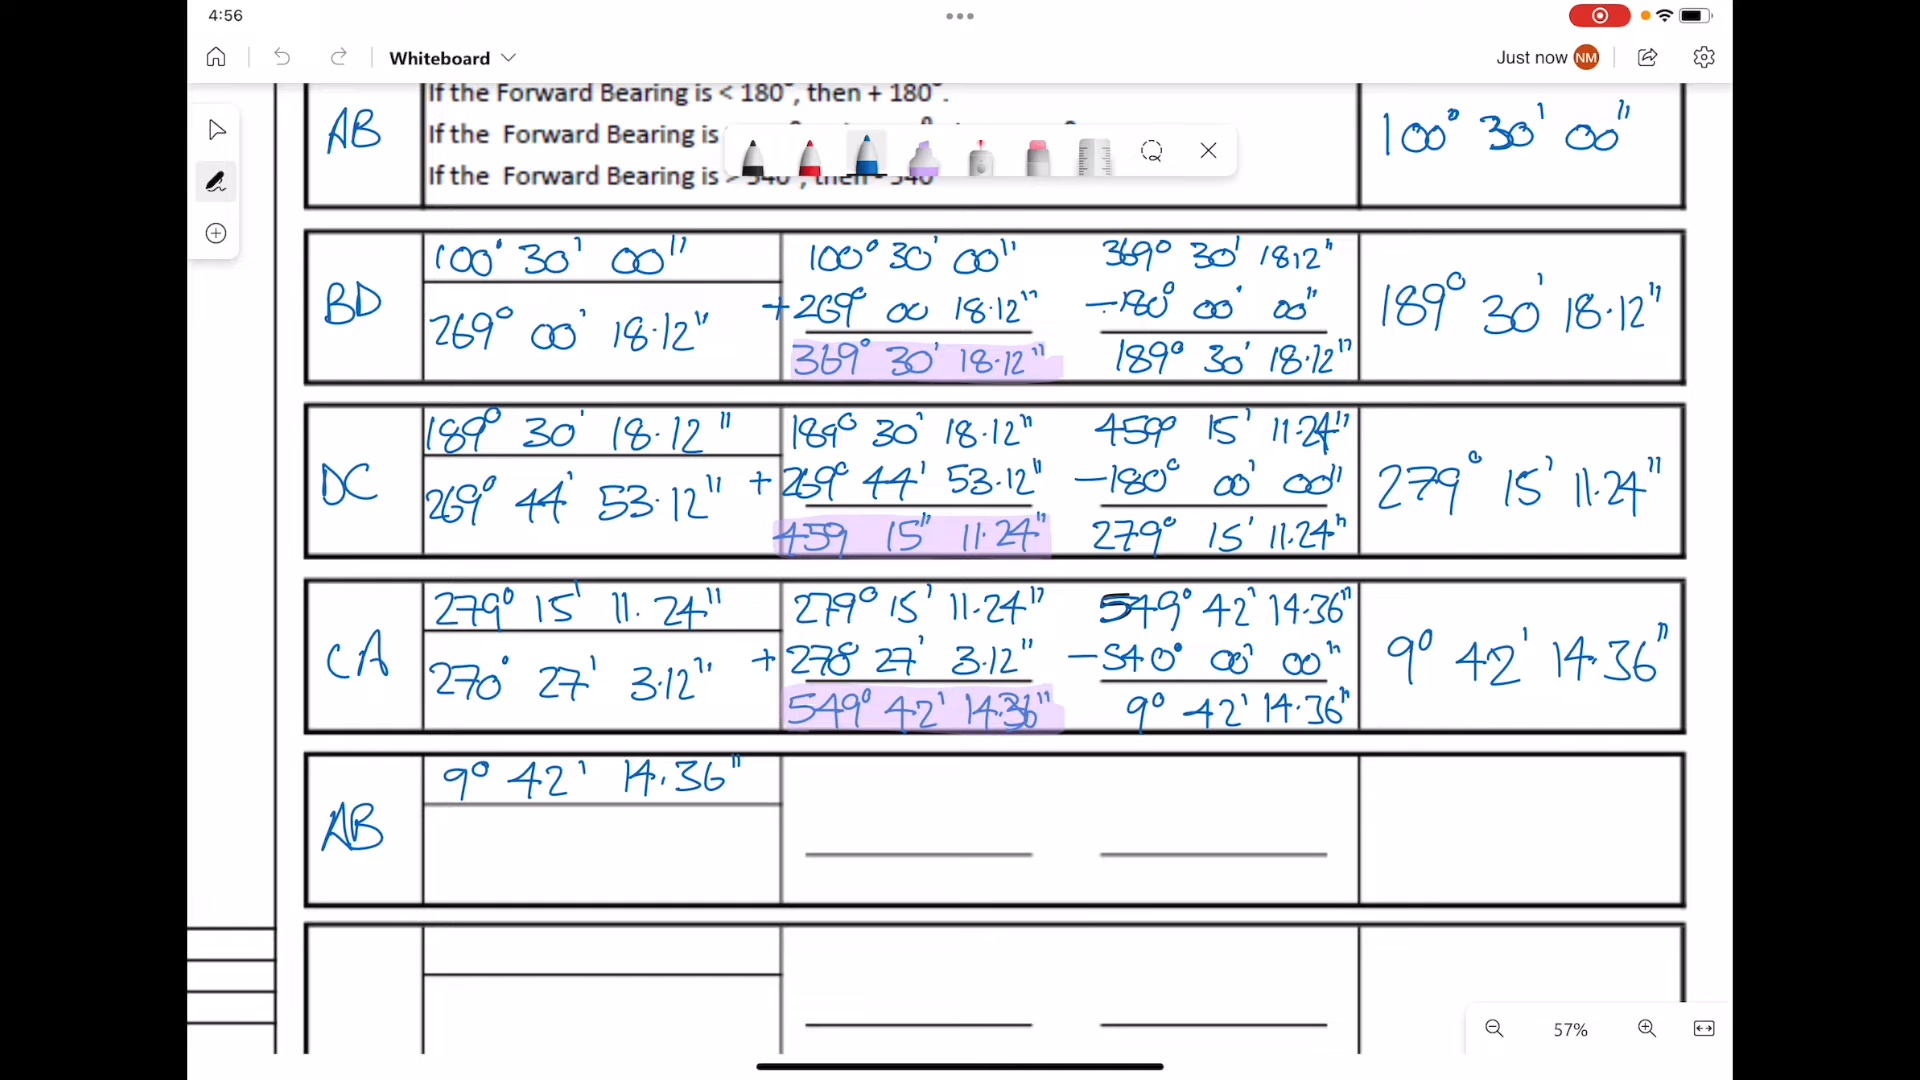 4:56
Whiteboard
Just now NM
AB
If the Forward Bearing is < 180°, then + 180°.
If the Forward Bearing is
If the Forward Bearing is > 540°, then - 540°
100° 30' 00"
BD
100° 30' 00"
269° 00' 18.12"
100° 30' 00"
+269° 00 18.12"
369° 30' 18.12"
369° 30' 1812"
-180° 00' 00"
189° 30' 18.12"
189° 30' 18.12"
DC
189° 30' 18.12"
269° 44' 53.12"
189° 30' 18.12"
+269° 44' 53.12"
459 15" 11.24"
459° 15' 11.24"
-180° 00' 00"
279° 15' 11.24"
279° 15' 11.24"
CA
279° 15' 11.24"
270° 27' 3.12"
279° 15' 11.24"
+270° 27' 3.12"
549° 42' 14.36"
549° 42' 14.36"
-540° 00' 00"
9° 42' 14.36"
9° 42' 14.36"
AB
9° 42' 14.36"
57%